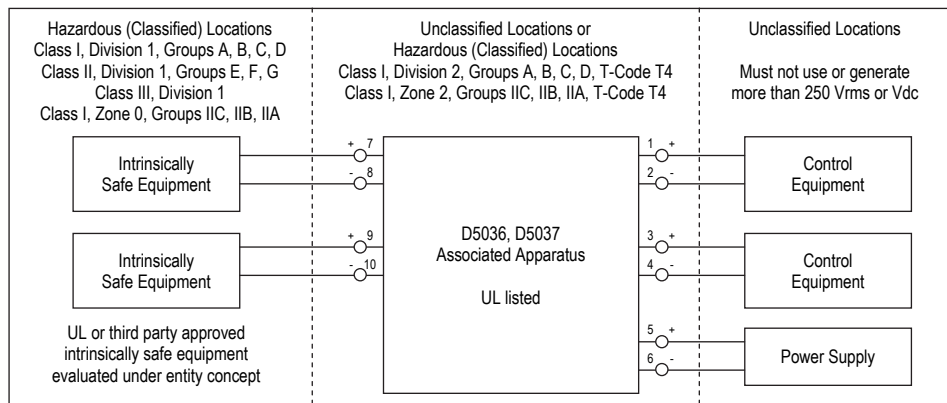 Hazardous (Classified) Locations
Class I, Division 1, Groups A, B, C, D
Class II, Division 1, Groups E, F, G
Class III, Division 1
Class I, Zone 0, Groups IIC, IIB, IIA
Unclassified Locations or
Hazardous (Classified) Locations
Class I, Division 2, Groups A, B, C, D, T-Code T4
Class I, Zone 2, Groups IIC, IIB, IIA, T-Code T4
Unclassified Locations
Must not use or generate
more than 250 Vrms or Vdc
Intrinsically
Safe Equipment
+ 7
- 8
Intrinsically
Safe Equipment
+ 9
- 10
UL or third party approved
intrinsically safe equipment
evaluated under entity concept
D5036, D5037
Associated Apparatus
UL listed
1 +
2 -
Control
Equipment
3 +
4 -
Control
Equipment
5 +
6 -
Power Supply